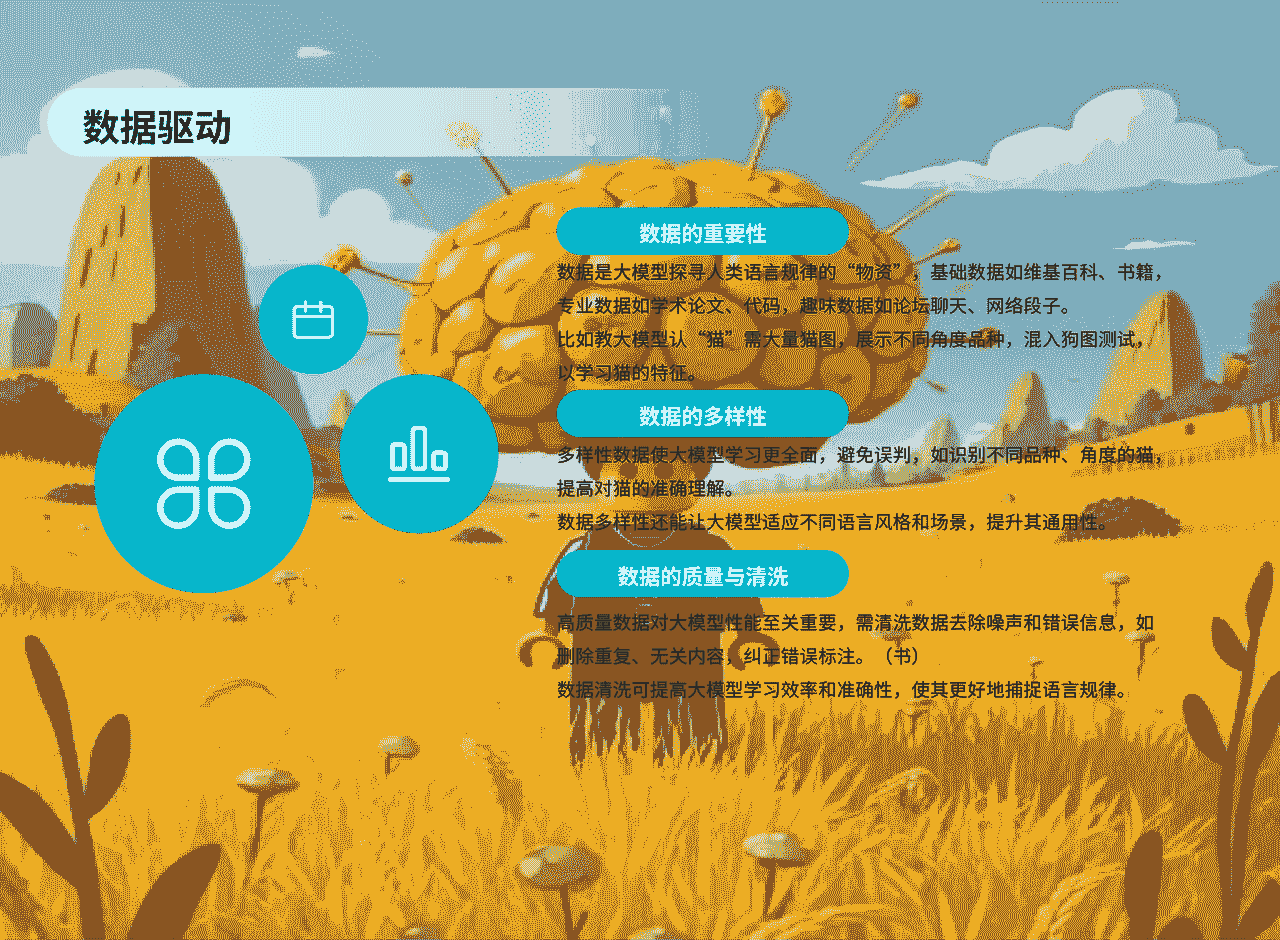 数据驱动
数据的重要性
数据是大模型探寻人类语言规律的“物资”，基础数据如维基百科、书籍，
专业数据如学术论文、代码，趣味数据如论坛聊天、网络段子。
比如教大模型认“猫”需大量猫图，展示不同角度品种，混入狗图测试，
以学习猫的特征。
数据的多样性
多样性数据使大模型学习更全面，避免误判，如识别不同品种、角度的猫，
提高对猫的准确理解。
数据多样性还能让大模型适应不同语言风格和场景，提升其通用性。
数据的质量与清洗
高质量数据对大模型性能至关重要，需清洗数据去除噪声和错误信息，如
删除重复、无关内容，纠正错误标注。（书）
数据清洗可提高大模型学习效率和准确性，使其更好地捕捉语言规律。